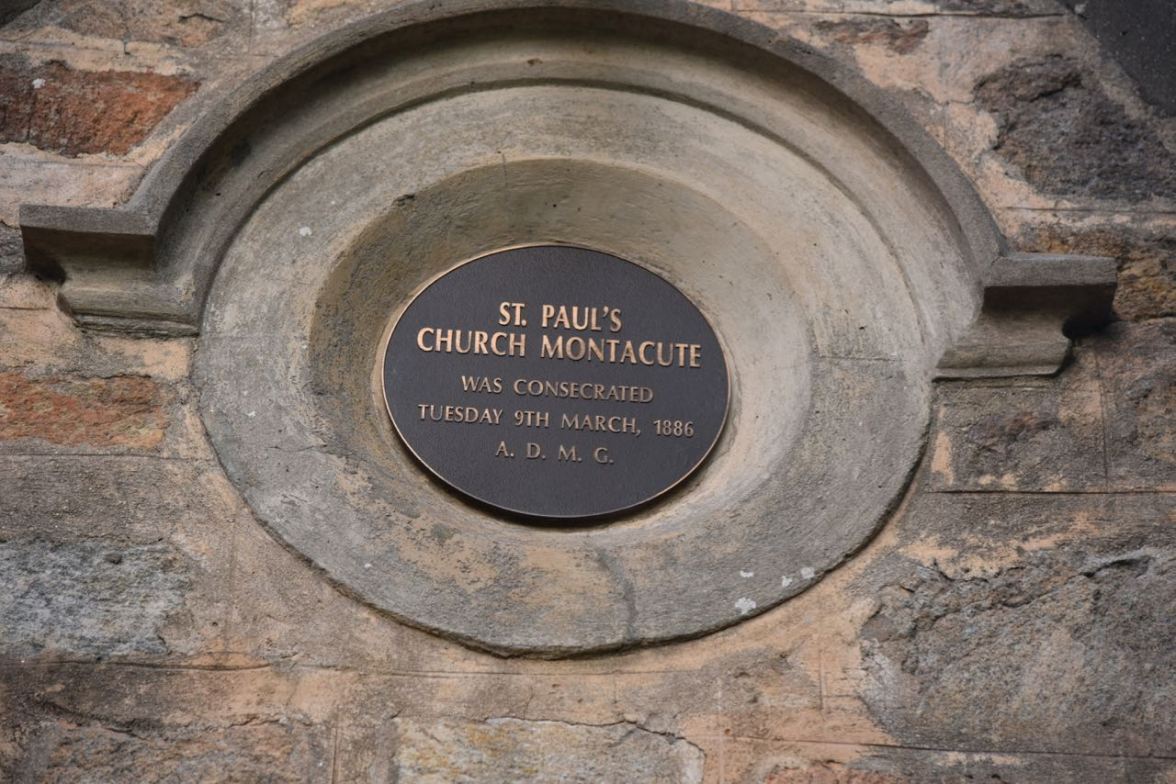 ST. PAUL'S
CHURCH MONTACUTE
WAS CONSECRATED
TUESDAY 9TH MARCH, 1886
A. D. M. G.